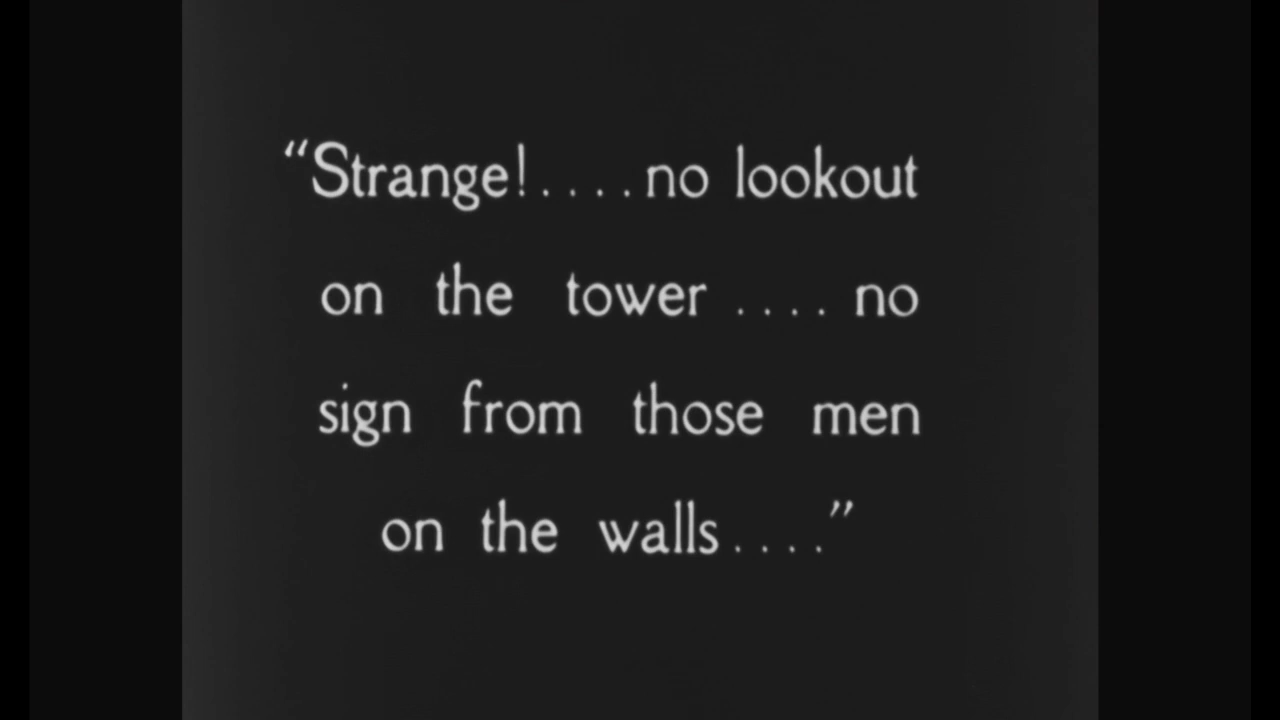 “Strange!....no lookout
on the tower .... no
sign from those men
on the walls....”